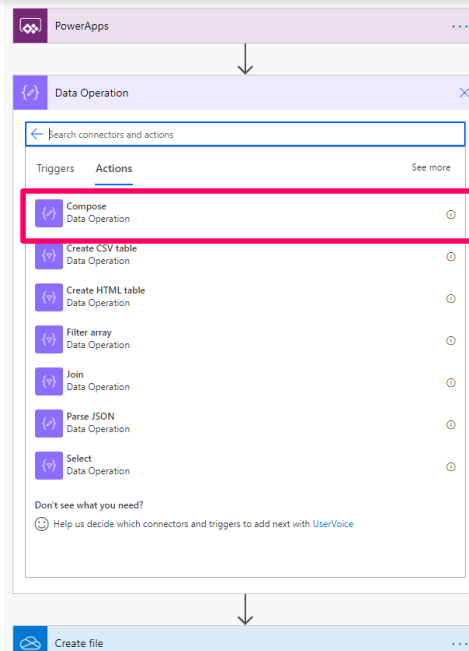 PowerApps
Data Operation
Search connectors and actions
Triggers Actions See more
Compose
Data Operation
Create CSV table
Data Operation
Create HTML table
Data Operation
Filter array
Data Operation
Join
Data Operation
Parse JSON
Data Operation
Select
Data Operation
Don't see what you need?
Help us decide which connectors and triggers to add next with UserVoice
Create file